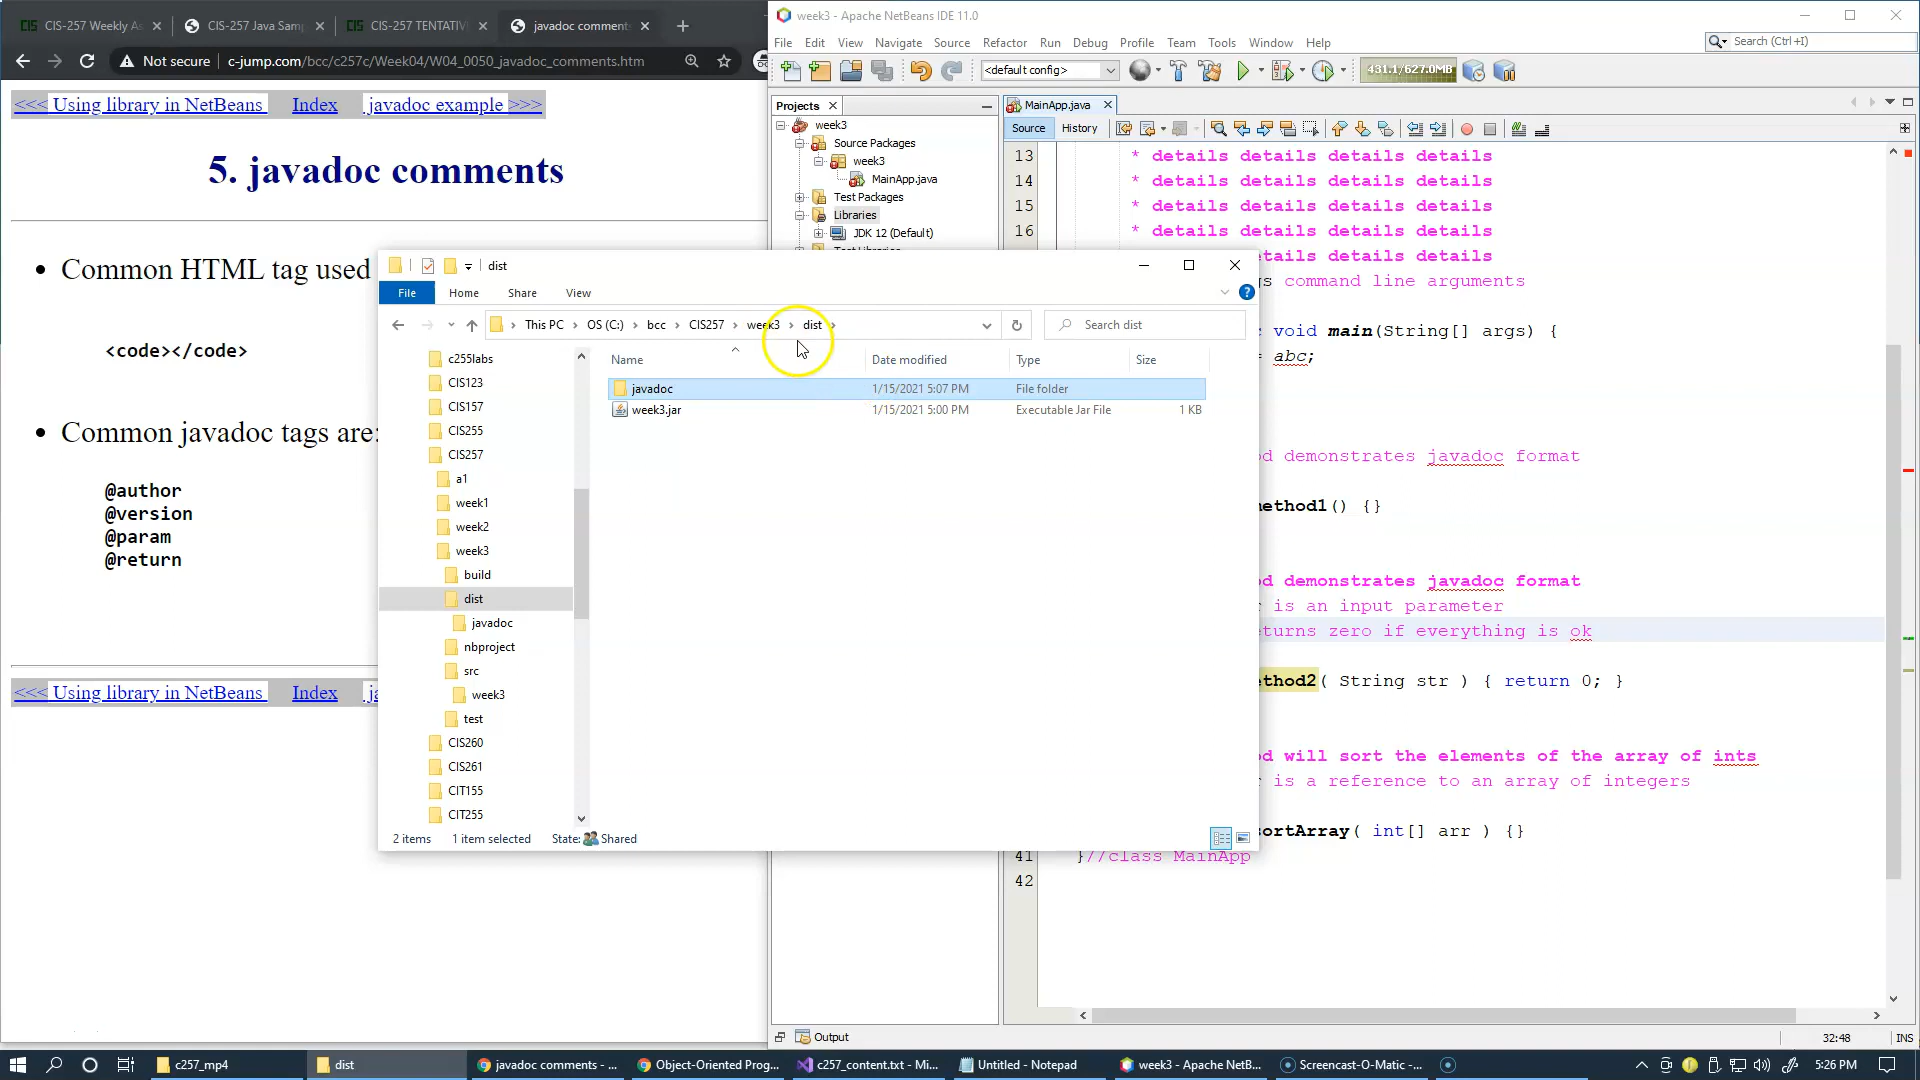 CIS-257 Weekly As
CIS-257 Java Sam
CIS-257 TENTATIV
javadoc comment
Not secure
c-jump.com/bcc/c257c/Week04/W04_0050_javadoc_comments.htm
<<< Using library in NetBeans
Index
javadoc example >>>
5. javadoc comments
Common HTML tag used
<code></code>
Common javadoc tags are:
@author
@version
@param
@return
<<< Using library in NetBeans
Index
week3 - Apache NetBeans IDE 11.0
File Edit View Navigate Source Refactor Run Debug Profile Team Tools Window Help
Search (Ctrl+I)
<default config>
431.1/627.0MB
Projects
MainApp.java
Source History
week3
Source Packages
week3
MainApp.java
Test Packages
Libraries
JDK 12 (Default)
13 * details details details details
14 * details details details details
15 * details details details details
16 * details details details details
details details details
gs command line arguments
c void main(String[] args) {
= abc;
od demonstrates javadoc format
method1() {}
od demonstrates javadoc format
r is an input parameter
eturns zero if everything is ok
ethod2( String str ) { return 0; }
od will sort the elements of the array of ints
r is a reference to an array of integers
sortArray( int[] arr ) {}
41 }//class MainApp
42
Output
32:48 INS
dist
File Home Share View
This PC > OS (C:) > bcc > CIS257 > week3 > dist >
Search dist
Name Date modified Type Size
javadoc 1/15/2021 5:07 PM File folder
week3.jar 1/15/2021 5:00 PM Executable Jar File 1 KB
c255labs
CIS123
CIS157
CIS255
CIS257
a1
week1
week2
week3
build
dist
javadoc
nbproject
src
week3
test
CIS260
CIS261
CIT155
CIT255
2 items 1 item selected State: Shared
c257_mp4
dist
javadoc comments - ...
Object-Oriented Prog...
c257_content.txt - Mi...
Untitled - Notepad
week3 - Apache NetB...
Screencast-O-Matic -...
5:26 PM